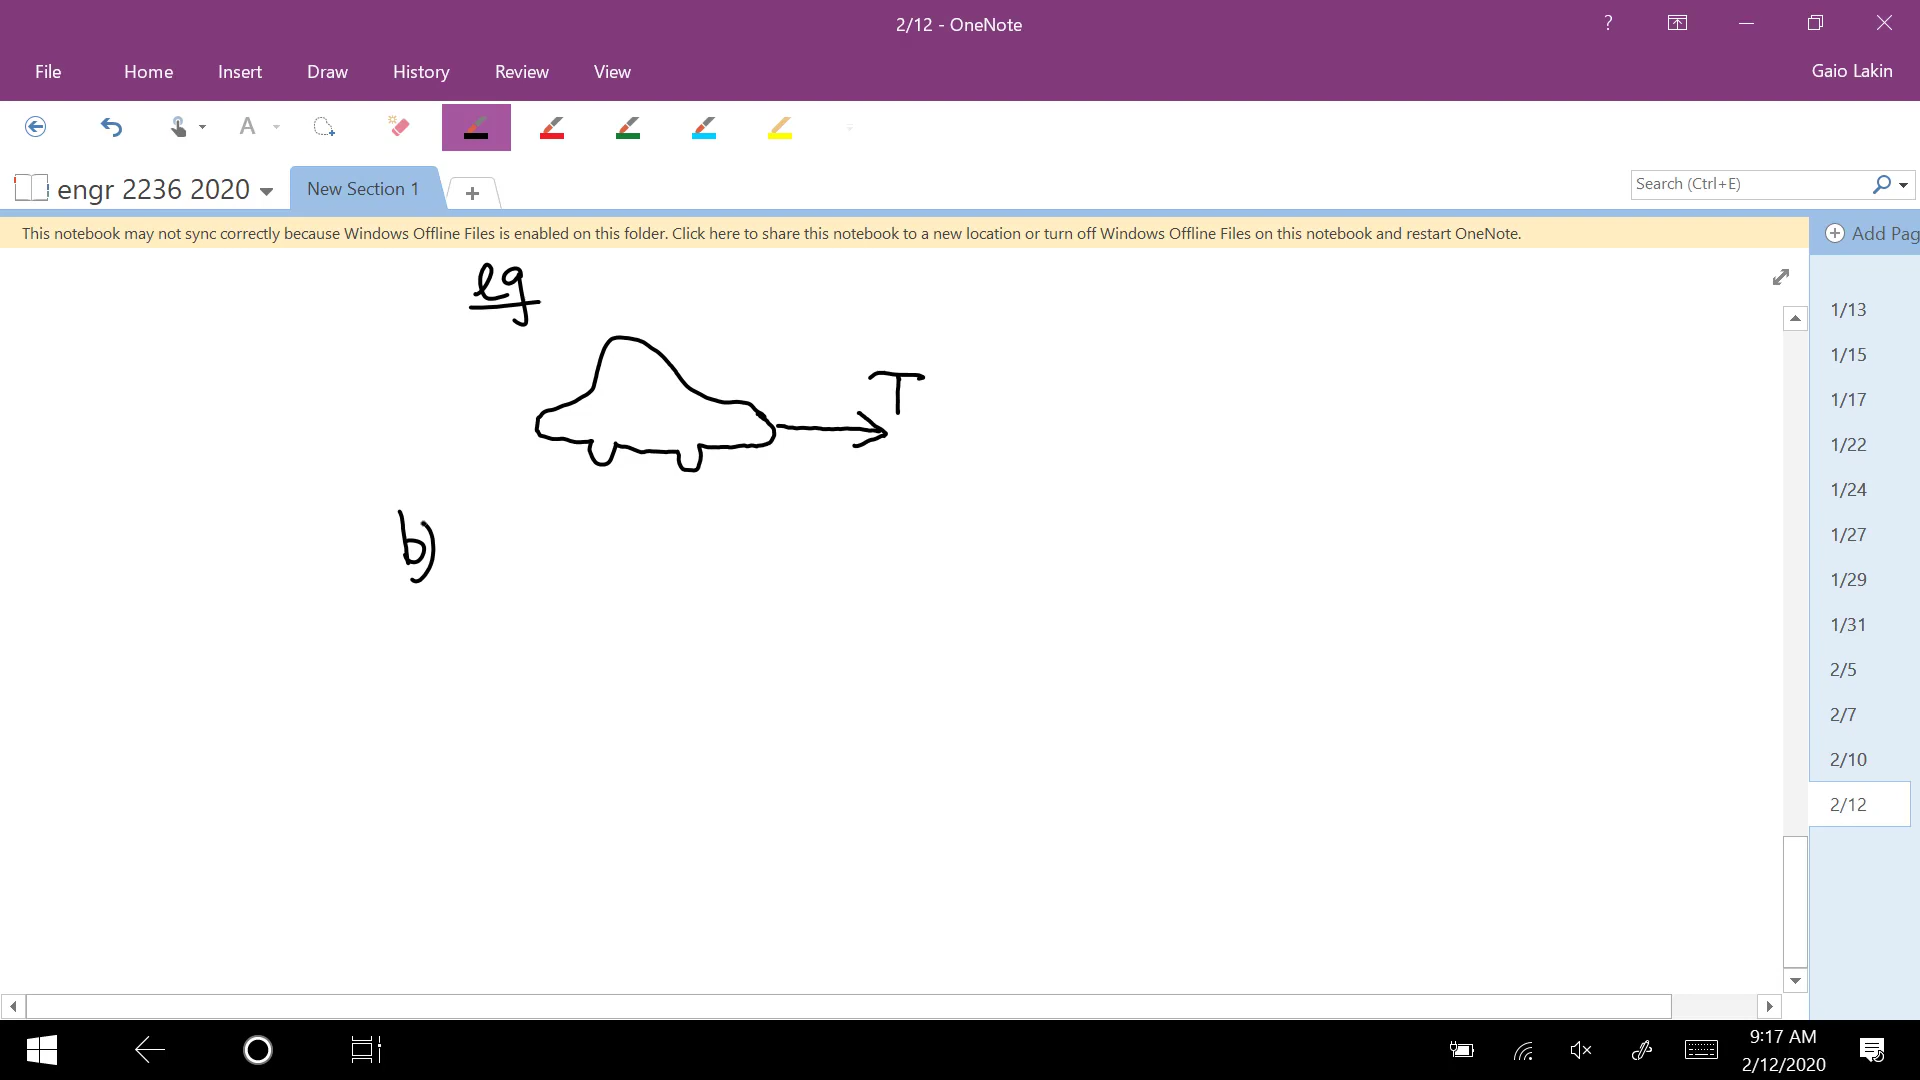 2/12 - OneNote
File Home Insert Draw History Review View
Gaio Lakin
A
engr 2236 2020
New Section 1
Search (Ctrl+E)
This notebook may not sync correctly because Windows Offline Files is enabled on this folder. Click here to share this notebook to a new location or turn off Windows Offline Files on this notebook and restart OneNote.
Add Pag
eg
T
b)
1/13
1/15
1/17
1/22
1/24
1/27
1/29
1/31
2/5
2/7
2/10
2/12
9:17 AM
2/12/2020